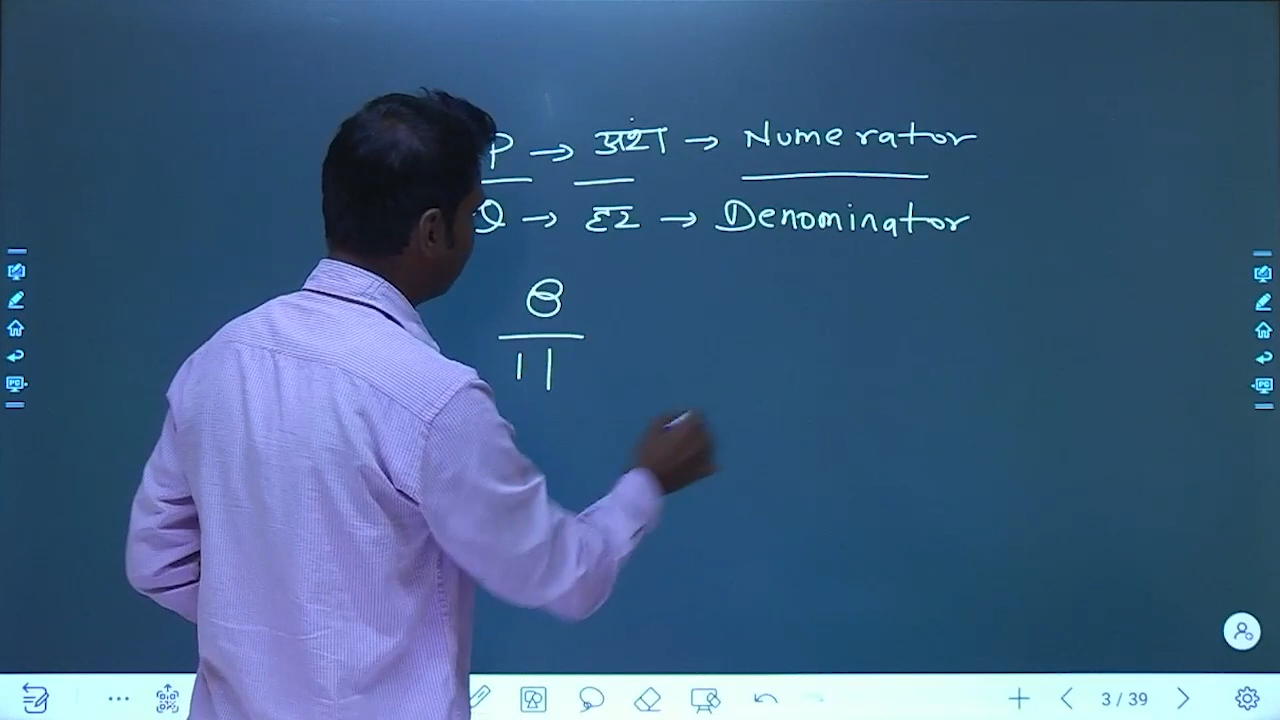 P → अंश → Numerator
Q → हर → Denominator
8
11
3 / 39